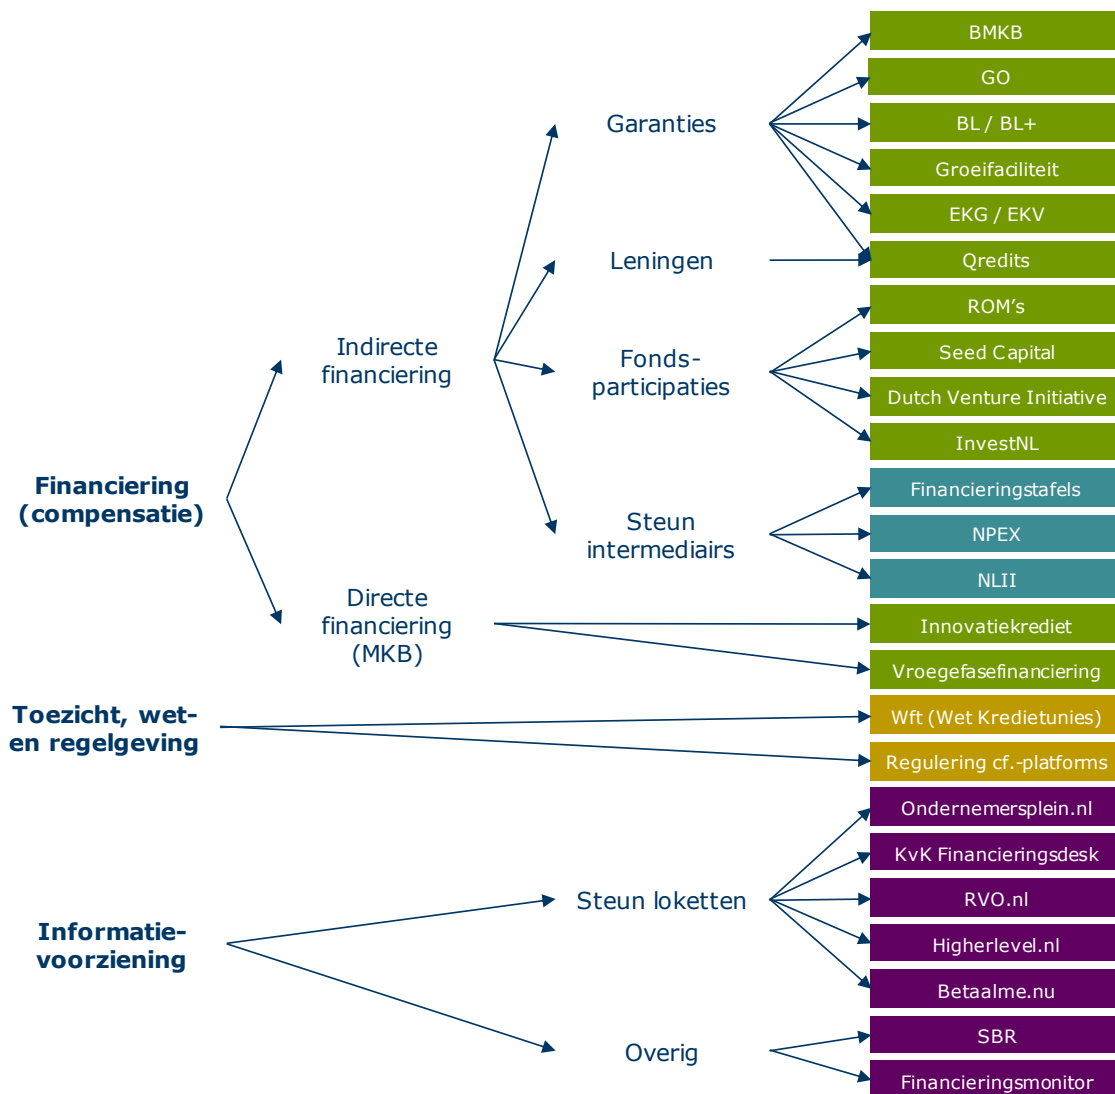 Financiering
(compensatie)
Indirecte
financiering
Garanties
BMKB
GO
BL / BL+
Groeifaciliteit
EKG / EKV
Leningen
Qredits
Fonds-
participaties
ROM's
Seed Capital
Dutch Venture Initiative
InvestNL
Steun
intermediairs
Financieringstafels
NPEX
NLII
Directe
financiering
(MKB)
Innovatiekrediet
Vroegefasefinanciering
Toezicht, wet-
en regelgeving
Wft (Wet Kredietunies)
Regulering cf.-platforms
Informatie-
voorziening
Steun loketten
Ondernemersplein.nl
KvK Financieringsdesk
RVO.nl
Higherlevel.nl
Betaalme.nu
Overig
SBR
Financieringsmonitor